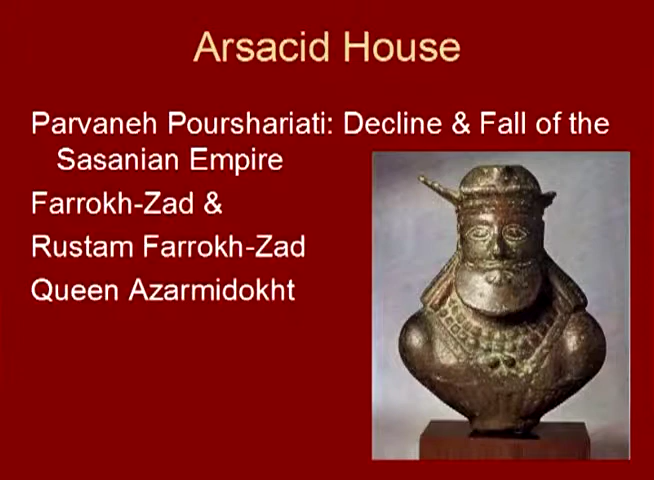 Arsacid House
Parvaneh Pourshariati: Decline & Fall of the
Sasanian Empire
Farrokh-Zad &
Rustam Farrokh-Zad
Queen Azarmidokht